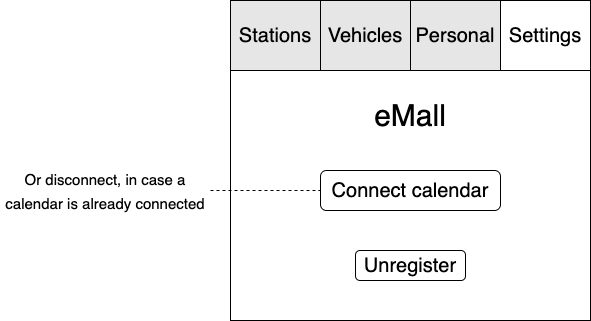 Stations Vehicles Personal Settings
eMall
Or disconnect, in case a
calendar is already connected
Connect calendar
Unregister